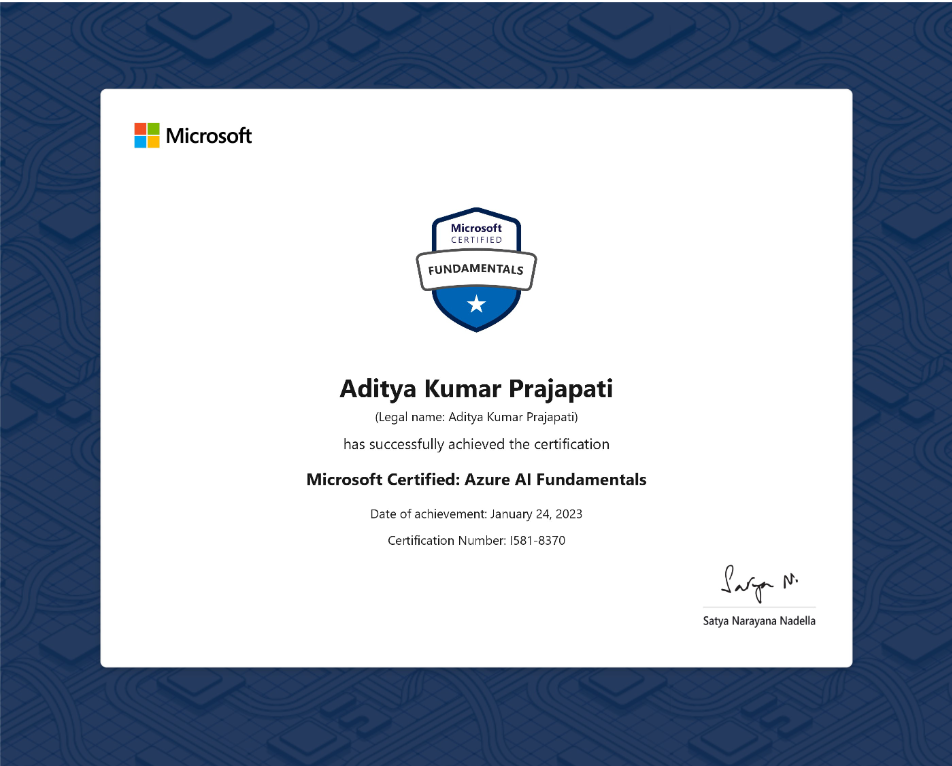 Microsoft
Microsoft
CERTIFIED
FUNDAMENTALS
Aditya Kumar Prajapati
(Legal name: Aditya Kumar Prajapati)
has successfully achieved the certification
Microsoft Certified: Azure AI Fundamentals
Date of achievement: January 24, 2023
Certification Number: I581-8370
Satya N.
Satya Narayana Nadella